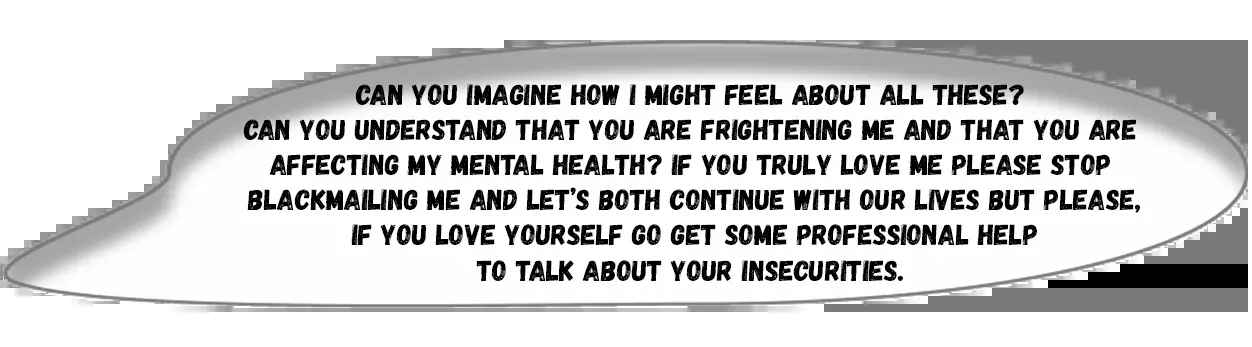 CAN YOU IMAGINE HOW I MIGHT FEEL ABOUT ALL THESE?
CAN YOU UNDERSTAND THAT YOU ARE FRIGHTENING ME AND THAT YOU ARE
AFFECTING MY MENTAL HEALTH? IF YOU TRULY LOVE ME PLEASE STOP
BLACKMAILING ME AND LET'S BOTH CONTINUE WITH OUR LIVES BUT PLEASE,
IF YOU LOVE YOURSELF GO GET SOME PROFESSIONAL HELP
TO TALK ABOUT YOUR INSECURITIES.